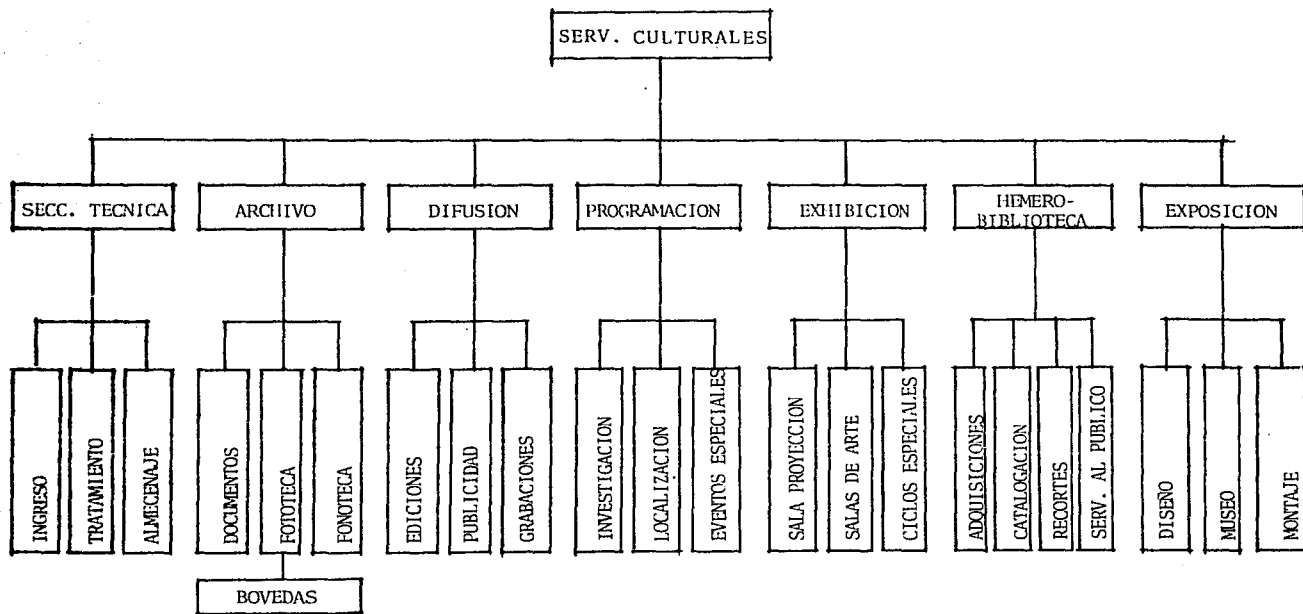 SERV. CULTURALES
SECC. TECNICA
ARCHIVO
DIFUSION
PROGRAMACION
EXHIBICION
HEMERO-
BIBLIOTECA
EXPOSICION
INGRESO
TRATAMIENTO
ALMECENAJE
DOCUMENTOS
FOTOTECA
FONOTECA
EDICIONES
PUBLICIDAD
GRABACIONES
INVESTIGACION
LOCALIZACION
EVENTOS ESPECIALES
SALA PROYECCION
SALAS DE ARTE
CICLOS ESPECIALES
ADQUISICIONES
CATALOGACION
RECORTES
SERV. AL PUBLICO
DISEÑO
MUSEO
MONTAJE
BOVEDAS